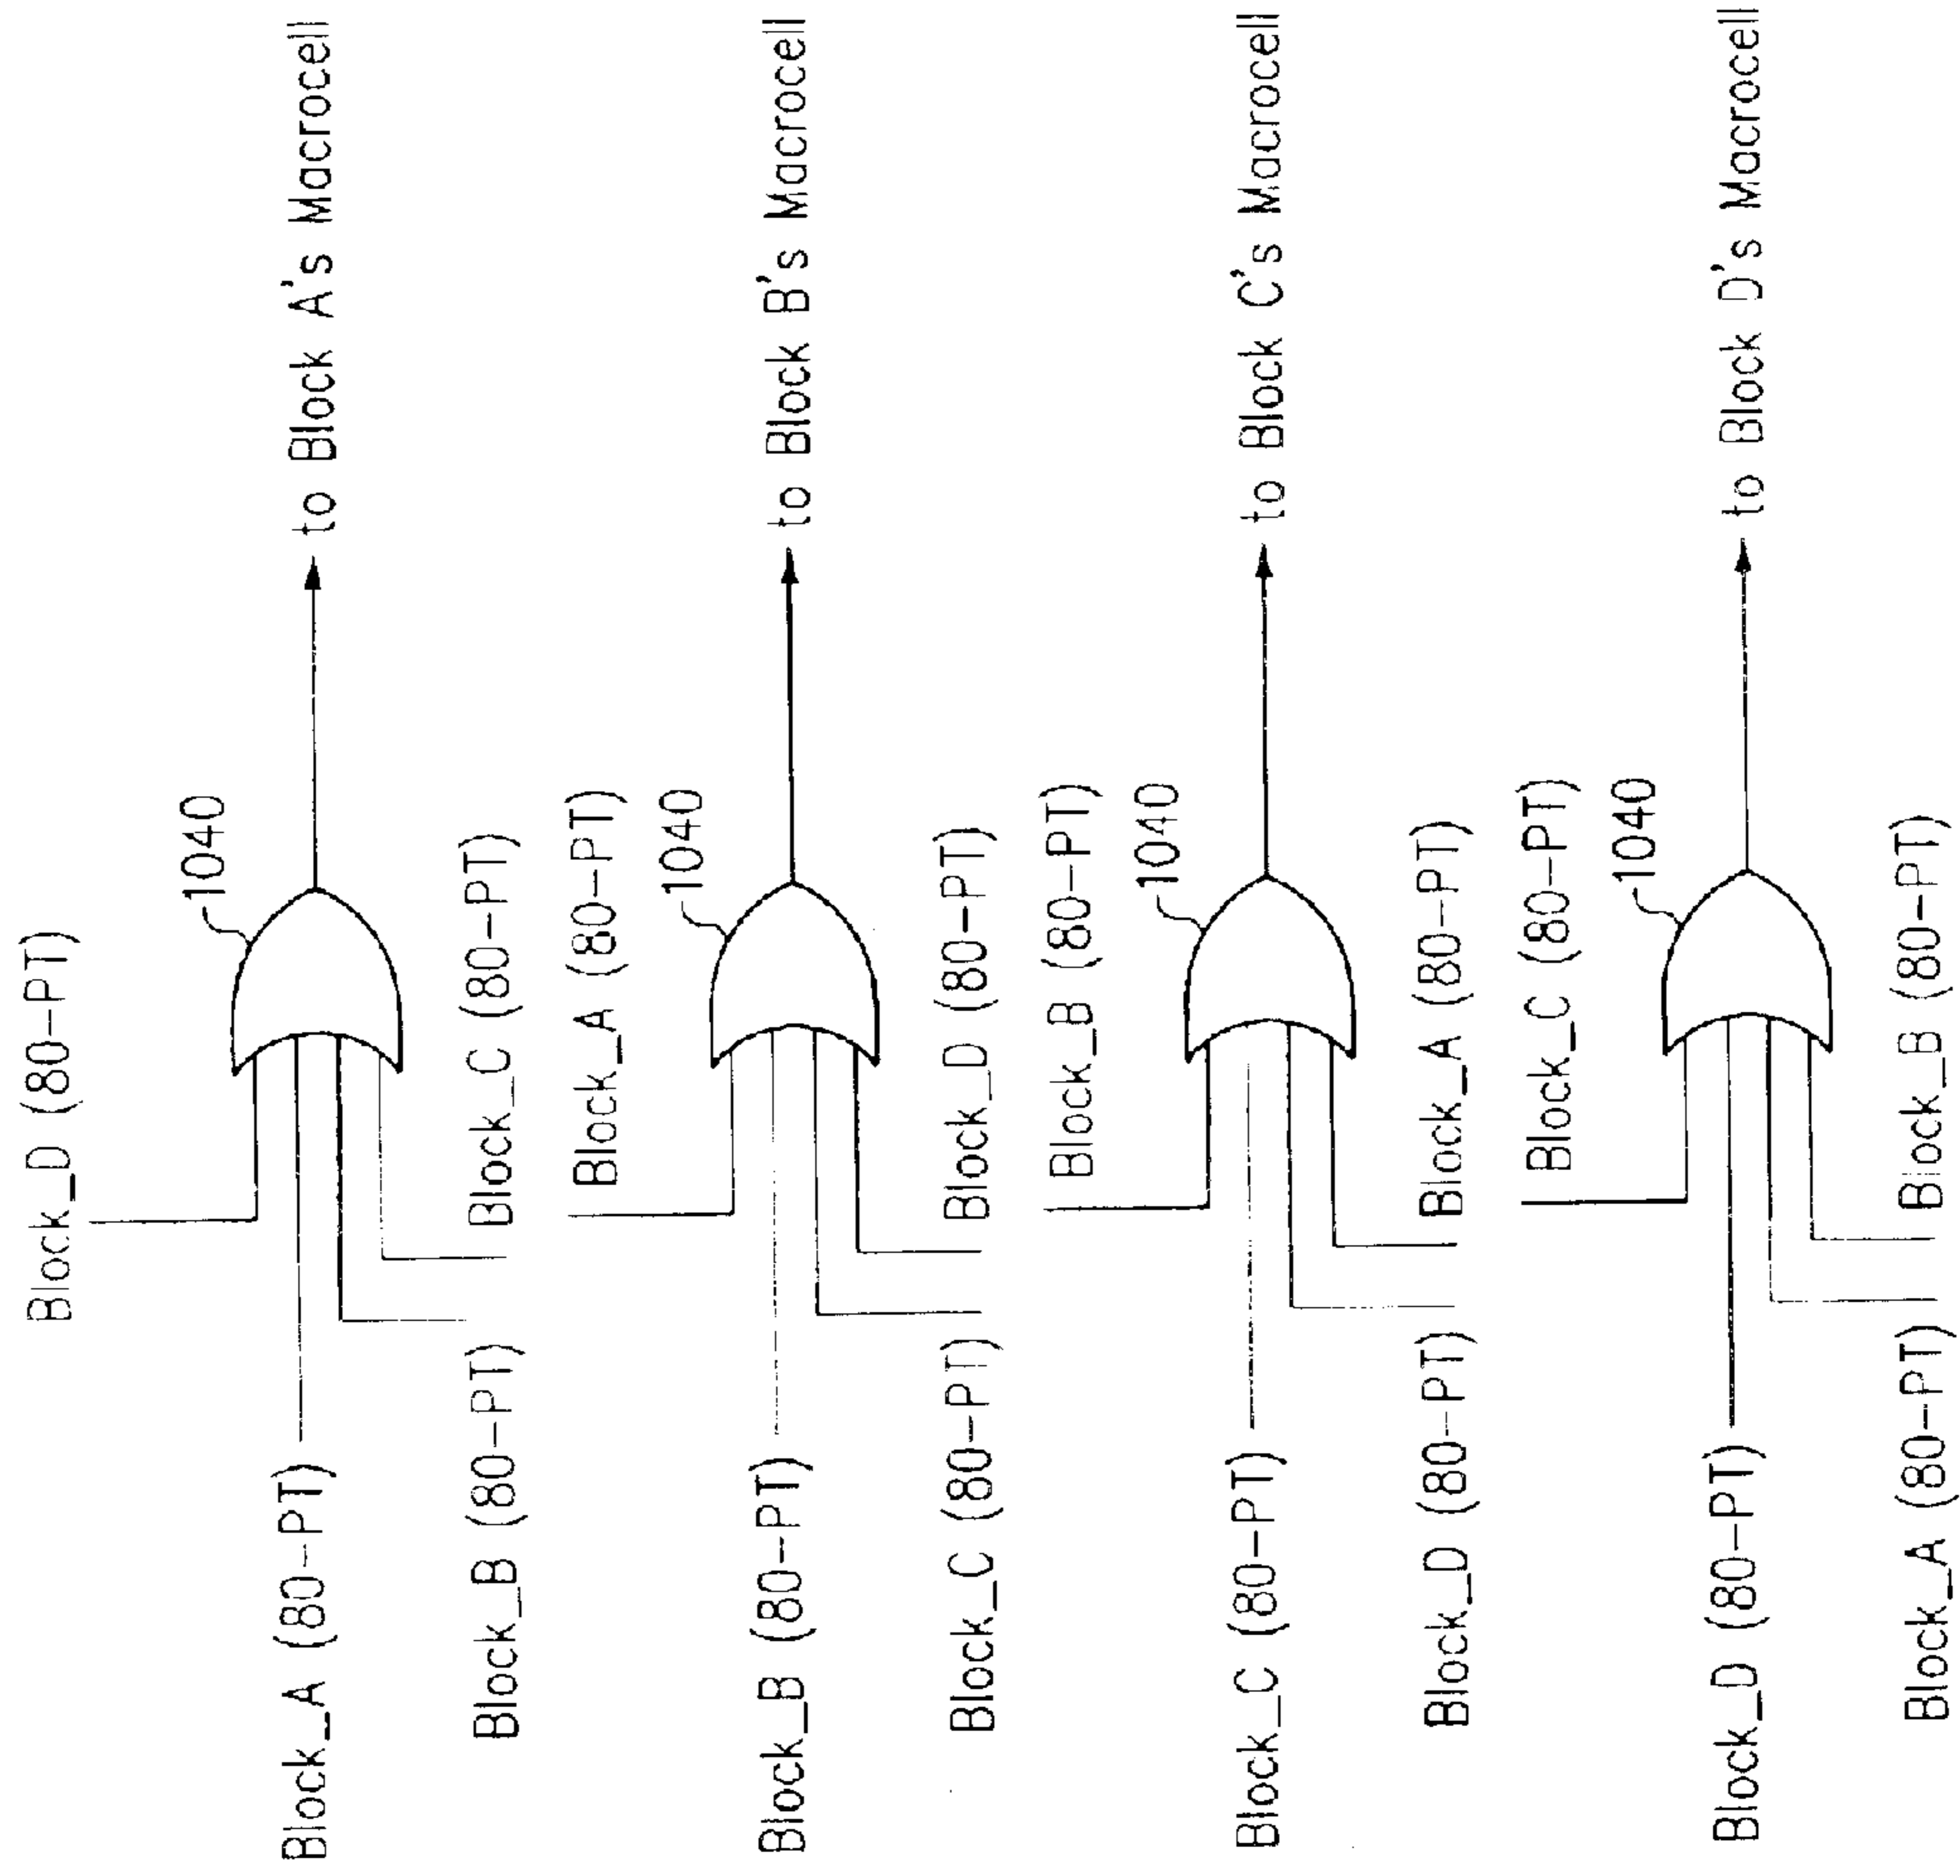 Block_D (80-PT)
1040
Block_A (80-PT)
to Block A's Macrocell
Block_B (80-PT)
Block_C (80-PT)
Block_A (80-PT)
1040
Block_B (80-PT)
to Block B's Macrocell
Block_C (80-PT)
Block_D (80-PT)
Block_B (80-PT)
1040
Block_C (80-PT)
to Block C's Macrocell
Block_D (80-PT)
Block_A (80-PT)
Block_C (80-PT)
1040
Block_D (80-PT)
to Block D's Macrocell
Block_A (80-PT)
Block_B (80-PT)